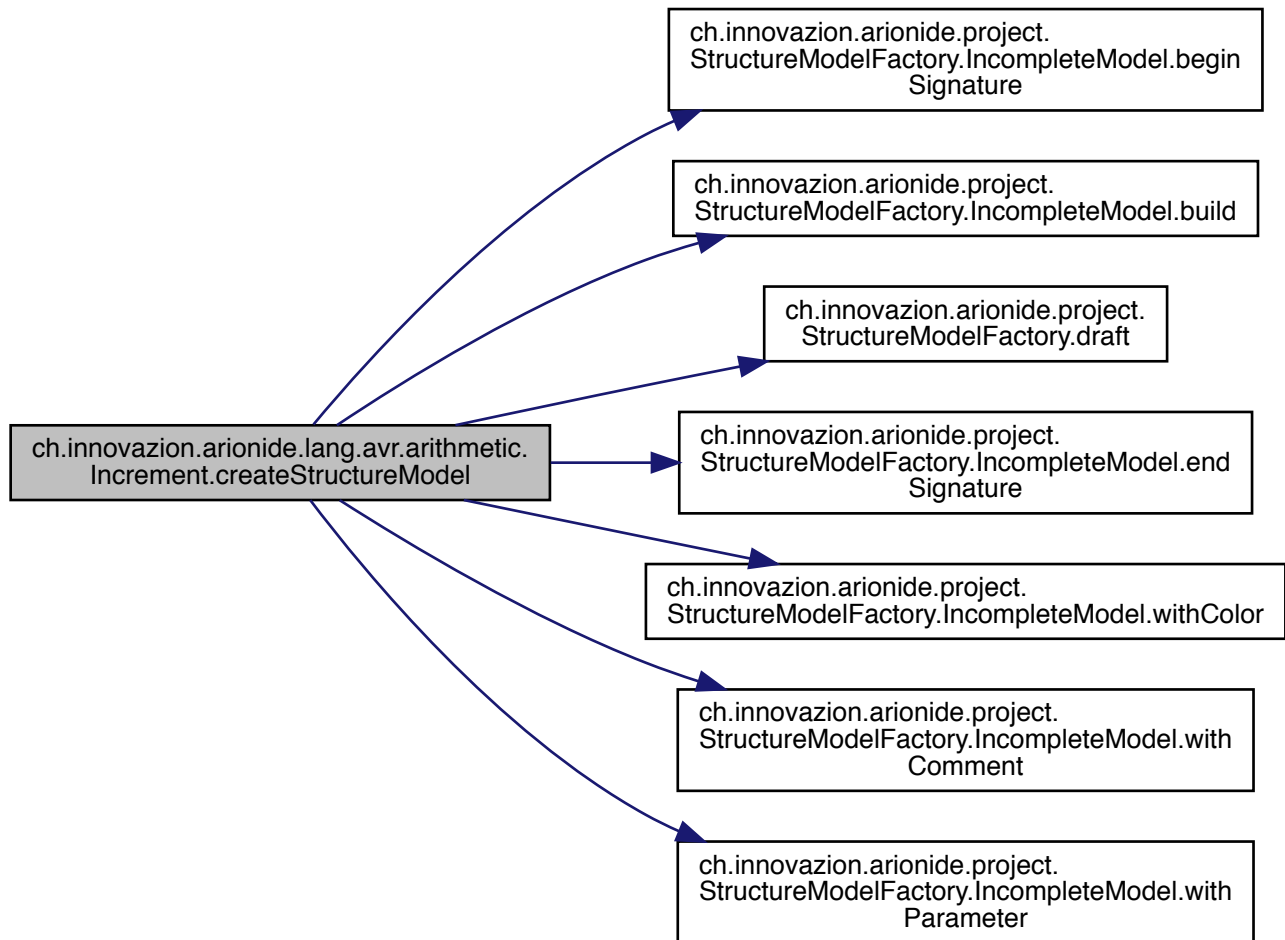 ch.innovazion.arionide.project.
StructureModelFactory.IncompleteModel.begin
Signature
ch.innovazion.arionide.project.
StructureModelFactory.IncompleteModel.build
ch.innovazion.arionide.project.
StructureModelFactory.draft
ch.innovazion.arionide.lang.avr.arithmetic.
Increment.createStructureModel
ch.innovazion.arionide.project.
StructureModelFactory.IncompleteModel.end
Signature
ch.innovazion.arionide.project.
StructureModelFactory.IncompleteModel.withColor
ch.innovazion.arionide.project.
StructureModelFactory.IncompleteModel.with
Comment
ch.innovazion.arionide.project.
StructureModelFactory.IncompleteModel.with
Parameter